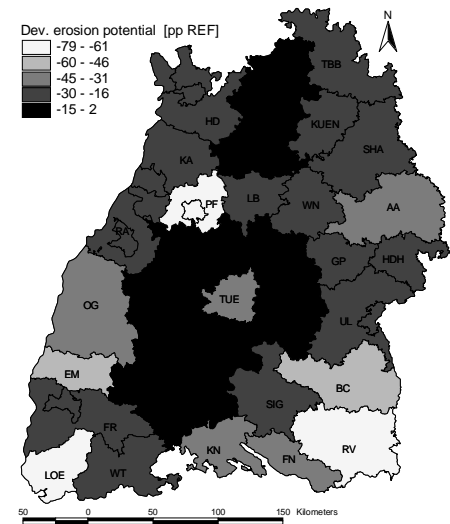 Dev. erosion potential [pp REF]
-79 - -61
-60 - -46
-45 - -31
-30 - -16
-15 - 2
N
TBB
HD
KUEN
SHA
KA
PF
LB
WN
AA
RA
GP
HDH
OG
TUE
UL
EM
BC
SIG
FR
KN
FN
RV
LOE
WT
50 0 50 100 150 Kilometers